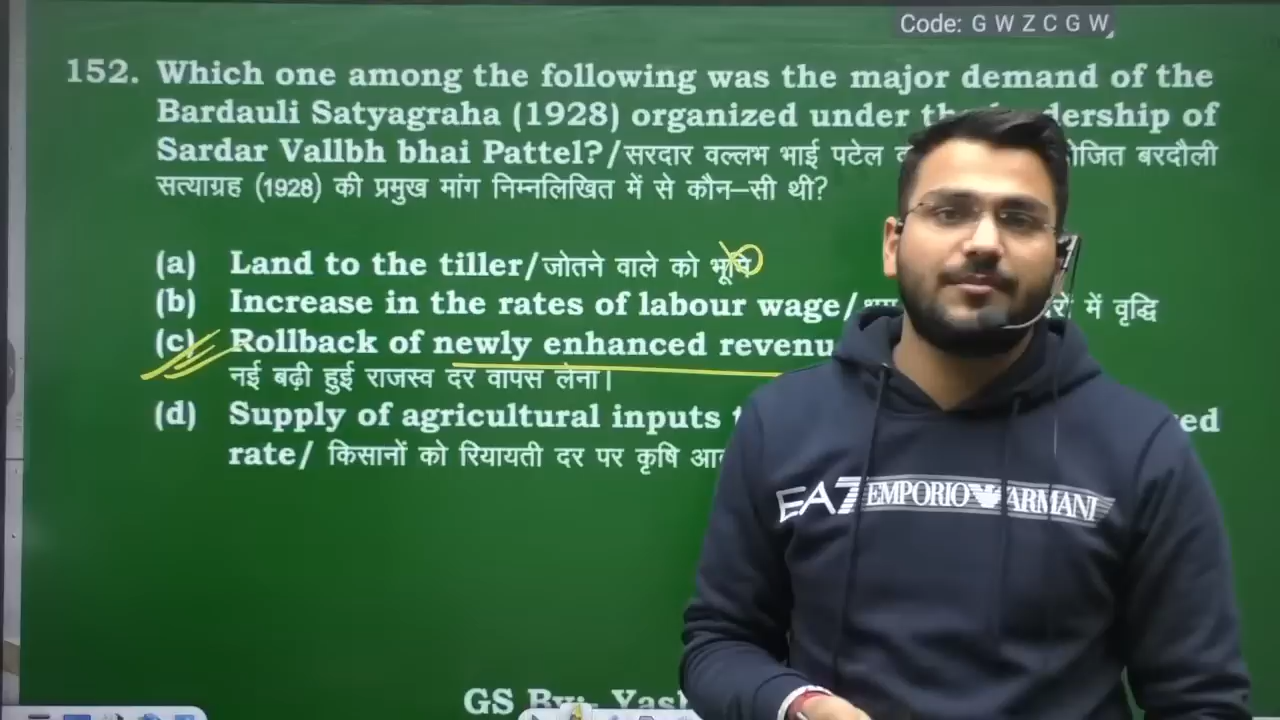 Code: G W Z C G W
152. Which one among the following was the major demand of the
Bardauli Satyagraha (1928) organized under
of
Sardar Vallbh bhai Pattel?/सरदार वल्लभ भाई पटेल
बरदौली
सत्याग्रह (1928) की प्रमुख मांग निम्नलिखित में से कौन–सी थी?
(a) Land to the tiller/जोतने वाले को भूमि
(b) Increase in the rates of labour wage/
में वृद्धि
(c) Rollback of newly enhanced
नई बढ़ी हुई राजस्व दर वापस लेना।
(d) Supply of agricultural inputs
rate/ किसानों को रियायती दर पर कृषि
EA7 EMPORIO ARMANI
GS By:-